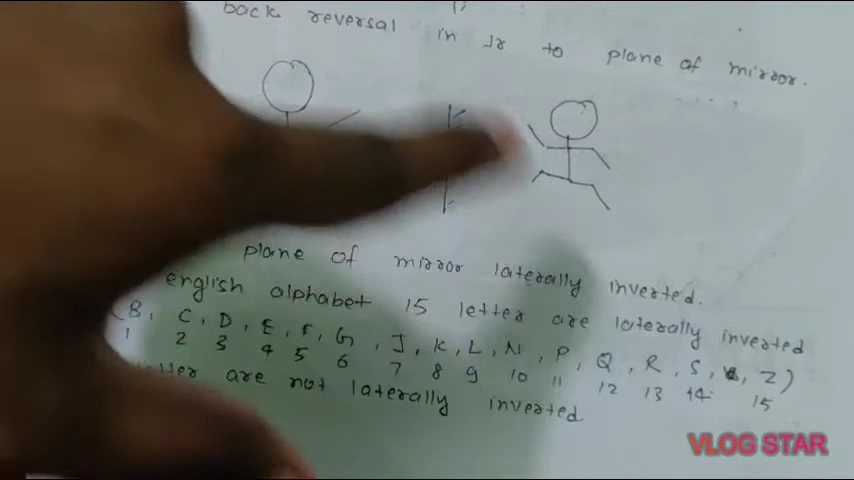 back reversal in Ir to plane of mirror.
plane of mirror laterally inverted.
english alphabet 15 letter are laterally inverted
(B, C, D, E, F, G, J, K, L, N, P, Q, R, S, Z)
1 2 3 4 5 6 7 8 9 10 11 12 13 14 15
letter are not laterally inverted
VLOG STAR